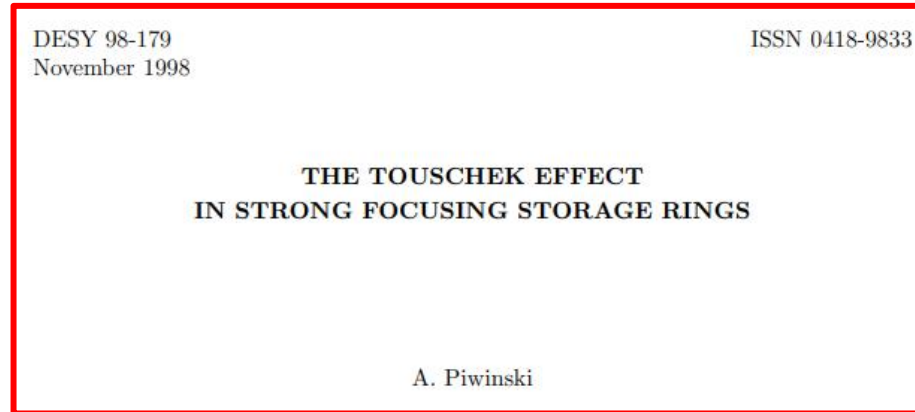 DESY 98-179 ISSN 0418-9833
November 1998
THE TOUSCHEK EFFECT
IN STRONG FOCUSING STORAGE RINGS
A. Piwinski